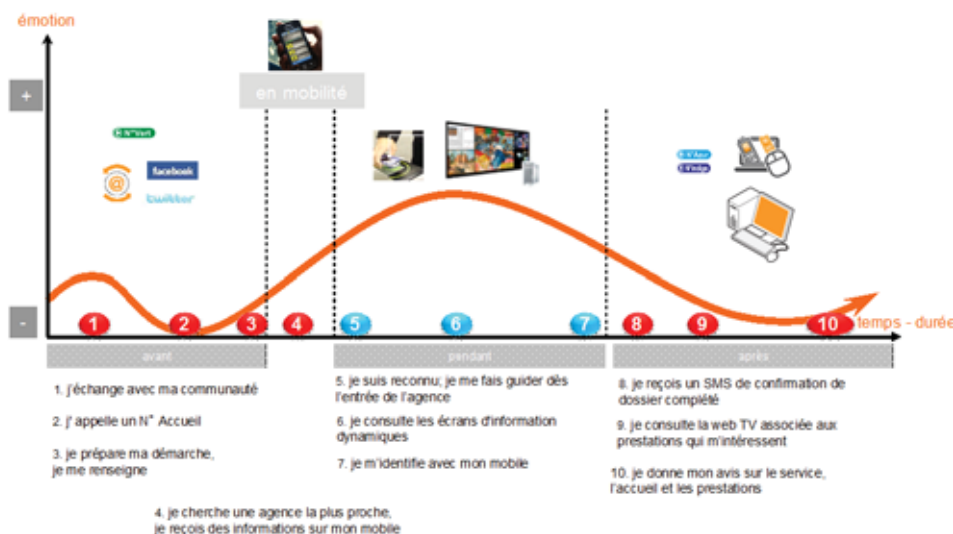 émotion
+
en mobilité
N°Vert
@
facebook
twitter
N°Azur
N°Indigo
-
1
2
3
4
5
6
7
8
9
10
temps - durée
avant
pendant
après
1. j'échange avec ma communauté
2. j' appelle un N° Accueil
3. je prépare ma démarche,
je me renseigne
4. je cherche une agence la plus proche,
je reçois des informations sur mon mobile
5. je suis reconnu; je me fais guider dès
l'entrée de l'agence
6. je consulte les écrans d'information
dynamiques
7. je m'identifie avec mon mobile
8. je reçois un SMS de confirmation de
dossier complété
9. je consulte la web TV associée aux
prestations qui m'intéressent
10. je donne mon avis sur le service,
l'accueil et les prestations